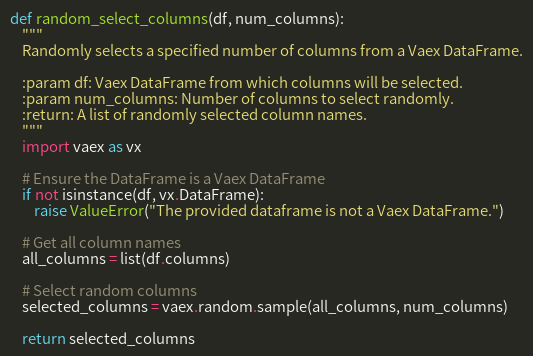 def random_select_columns(df, num_columns):
"""
Randomly selects a specified number of columns from a Vaex DataFrame.
:param df: Vaex DataFrame from which columns will be selected.
:param num_columns: Number of columns to select randomly.
:return: A list of randomly selected column names.
"""
import vaex as vx
# Ensure the DataFrame is a Vaex DataFrame
if not isinstance(df, vx.DataFrame):
raise ValueError("The provided dataframe is not a Vaex DataFrame.")
# Get all column names
all_columns = list(df.columns)
# Select random columns
selected_columns = vaex.random.sample(all_columns, num_columns)
return selected_columns